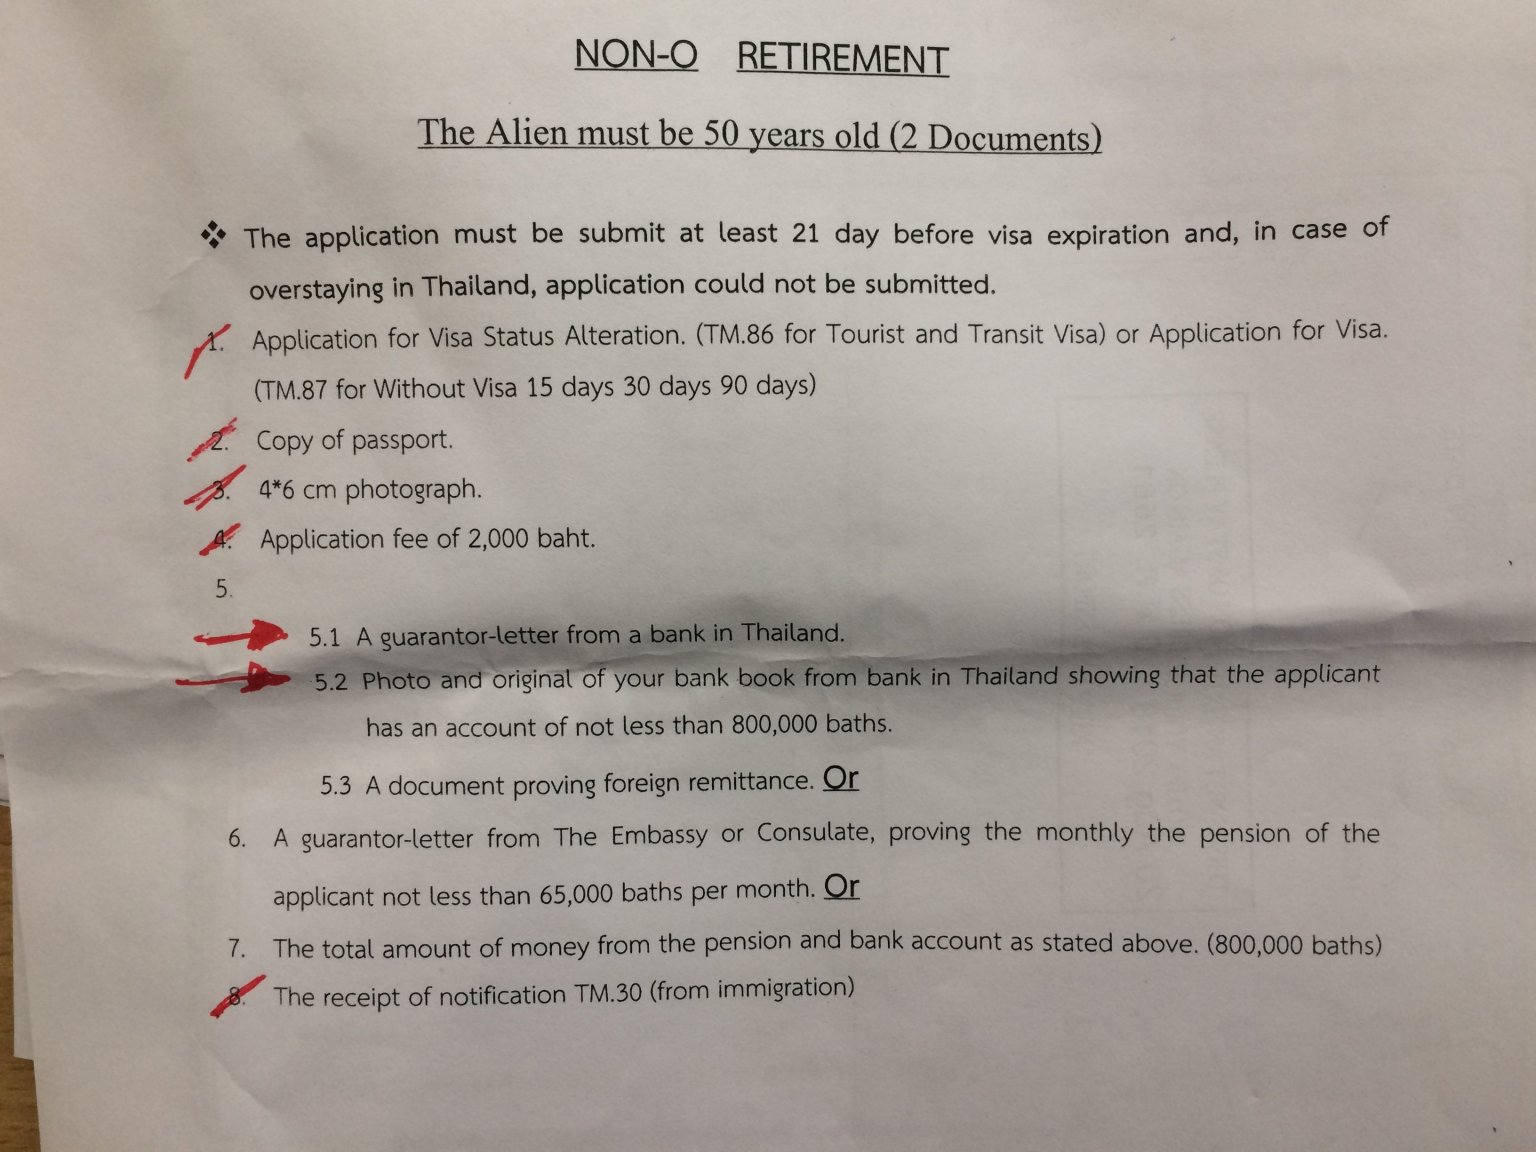 NON-O RETIREMENT
The Alien must be 50 years old (2 Documents)
❖ The application must be submit at least 21 day before visa expiration and, in case of
overstaying in Thailand, application could not be submitted.
1. Application for Visa Status Alteration. (TM.86 for Tourist and Transit Visa) or Application for Visa.
(TM.87 for Without Visa 15 days 30 days 90 days)
2. Copy of passport.
3. 4*6 cm photograph.
4. Application fee of 2,000 baht.
5.
5.1 A guarantor-letter from a bank in Thailand.
5.2 Photo and original of your bank book from bank in Thailand showing that the applicant
has an account of not less than 800,000 baths.
5.3 A document proving foreign remittance. Or
6. A guarantor-letter from The Embassy or Consulate, proving the monthly the pension of the
applicant not less than 65,000 baths per month. Or
7. The total amount of money from the pension and bank account as stated above. (800,000 baths)
8. The receipt of notification TM.30 (from immigration)